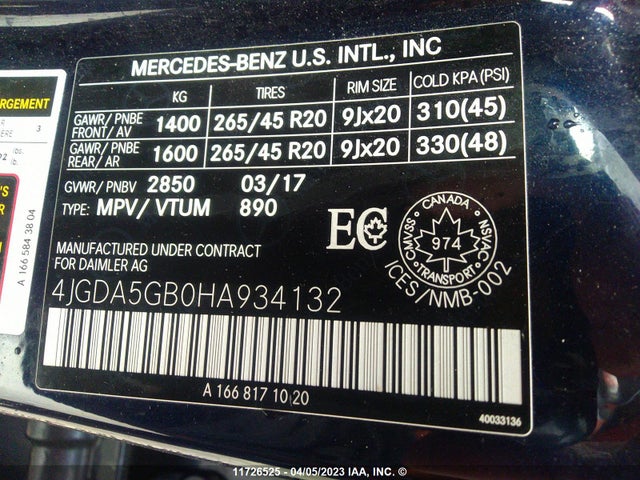 MERCEDES-BENZ U.S. INTL., INC
KG TIRES RIM SIZE COLD KPA (PSI)
GAWR/ PNBE FRONT/ AV 1400 265/45 R20 9Jx20 310(45)
GAWR/ PNBE REAR/ AR 1600 265/45 R20 9Jx20 330(48)
GVWR/ PNBV 2850 03/17
TYPE: MPV/ VTUM 890
MANUFACTURED UNDER CONTRACT
FOR DAIMLER AG
EC
CANADA
CMVSS
974
NSVAC
TRANSPORT
ICES/NMB-002
4JGDA5GB0HA934132
A 166 817 10 20
40033136
RGEMENT
3
lbs.
lb.
A 166 584 38 04
11726525 - 04/05/2023 IAA, INC. ©